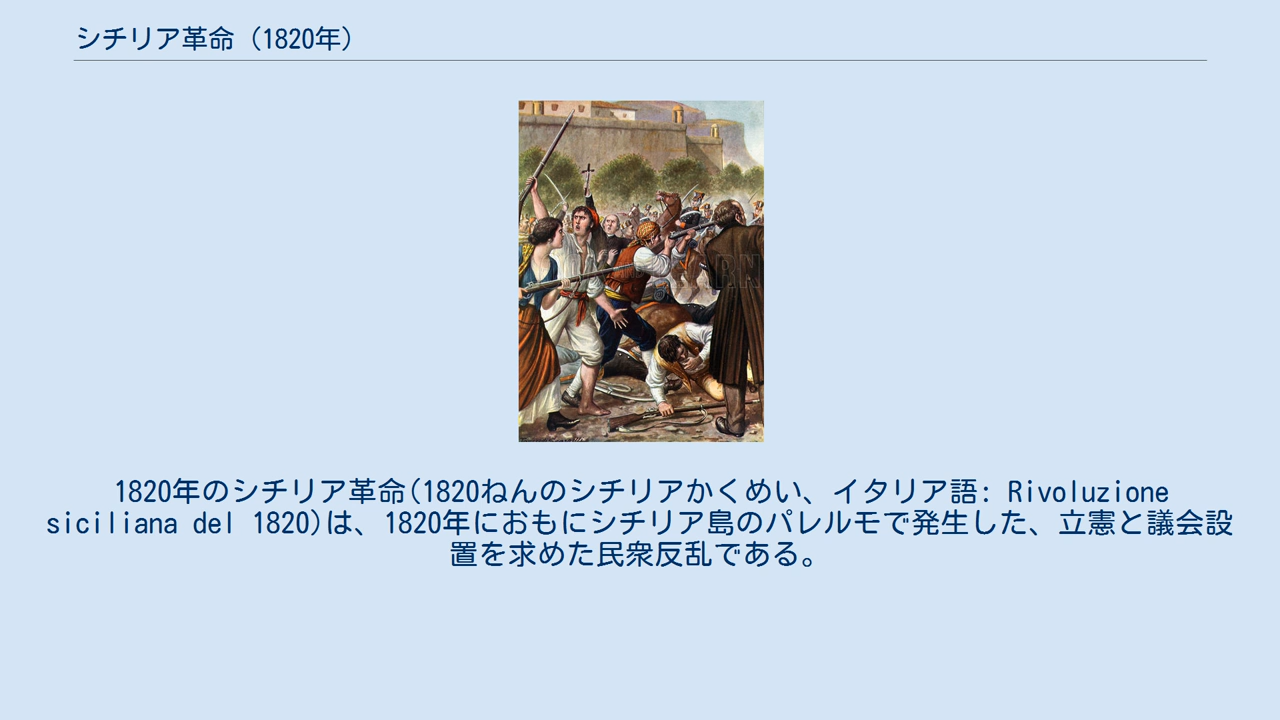 シチリア革命（1820年）
1820年のシチリア革命(1820ねんのシチリアかくめい、イタリア語: Rivoluzione
siciliana del 1820)は、1820年におもにシチリア島のパレルモで発生した、立憲と議会設
置を求めた民衆反乱である。